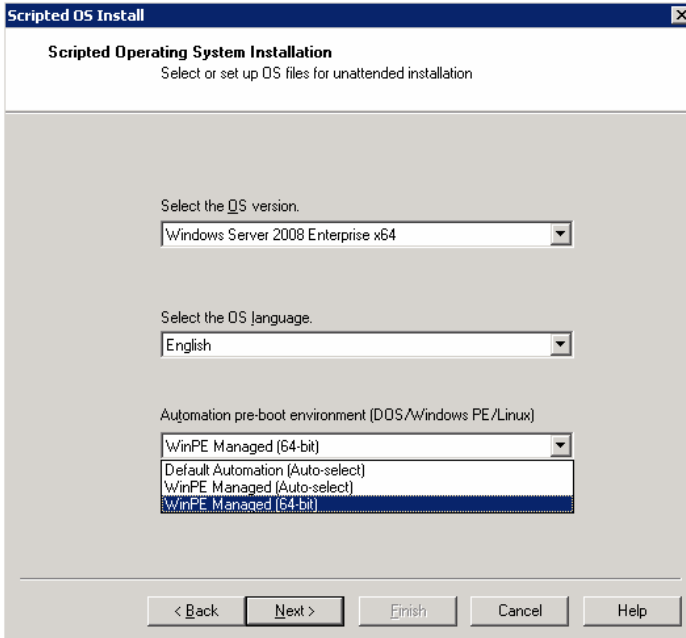 Scripted OS Install
Scripted Operating System Installation
Select or set up OS files for unattended installation
Select the OS version.
Windows Server 2008 Enterprise x64
Select the OS language.
English
Automation pre-boot environment (DOS/Windows PE/Linux)
WinPE Managed (64-bit)
Default Automation (Auto-select)
WinPE Managed (Auto-select)
WinPE Managed (64-bit)
< Back Next > Finish Cancel Help